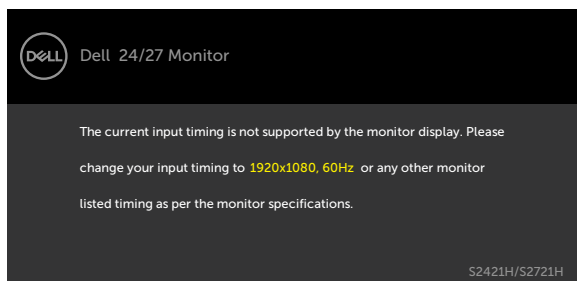 DELL
Dell 24/27 Monitor
The current input timing is not supported by the monitor display. Please
change your input timing to 1920x1080, 60Hz or any other monitor
listed timing as per the monitor specifications.
S2421H/S2721H